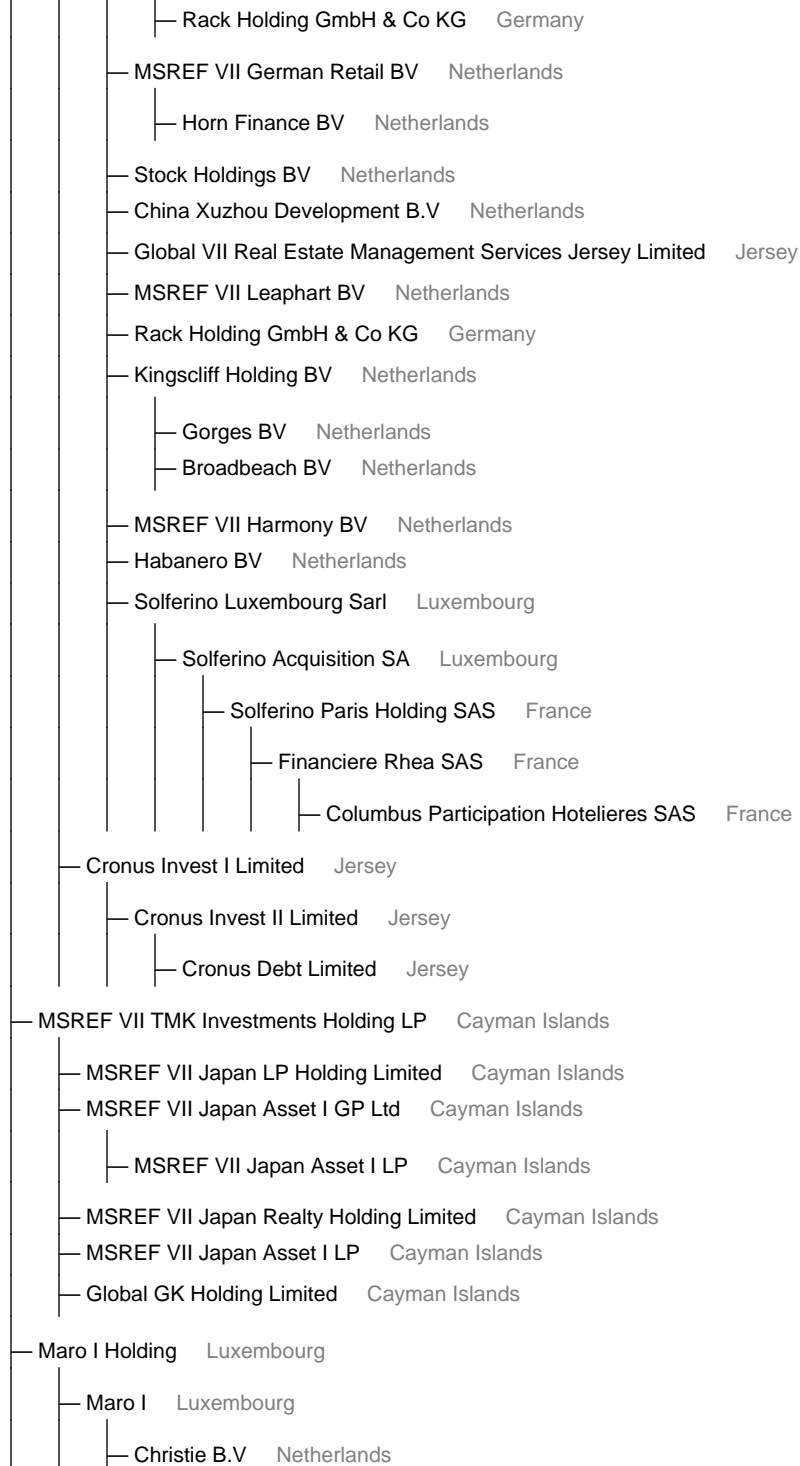 Rack Holding GmbH & Co KG Germany
MSREF VII German Retail BV Netherlands
Horn Finance BV Netherlands
Stock Holdings BV Netherlands
China Xuzhou Development B.V Netherlands
Global VII Real Estate Management Services Jersey Limited Jersey
MSREF VII Leaphart BV Netherlands
Rack Holding GmbH & Co KG Germany
Kingscliff Holding BV Netherlands
Gorges BV Netherlands
Broadbeach BV Netherlands
MSREF VII Harmony BV Netherlands
Habanero BV Netherlands
Solferino Luxembourg Sarl Luxembourg
Solferino Acquisition SA Luxembourg
Solferino Paris Holding SAS France
Financiere Rhea SAS France
Columbus Participation Hotelieres SAS France
Cronus Invest I Limited Jersey
Cronus Invest II Limited Jersey
Cronus Debt Limited Jersey
MSREF VII TMK Investments Holding LP Cayman Islands
MSREF VII Japan LP Holding Limited Cayman Islands
MSREF VII Japan Asset I GP Ltd Cayman Islands
MSREF VII Japan Asset I LP Cayman Islands
MSREF VII Japan Realty Holding Limited Cayman Islands
MSREF VII Japan Asset I LP Cayman Islands
Global GK Holding Limited Cayman Islands
Maro I Holding Luxembourg
Maro I Luxembourg
Christie B.V Netherlands